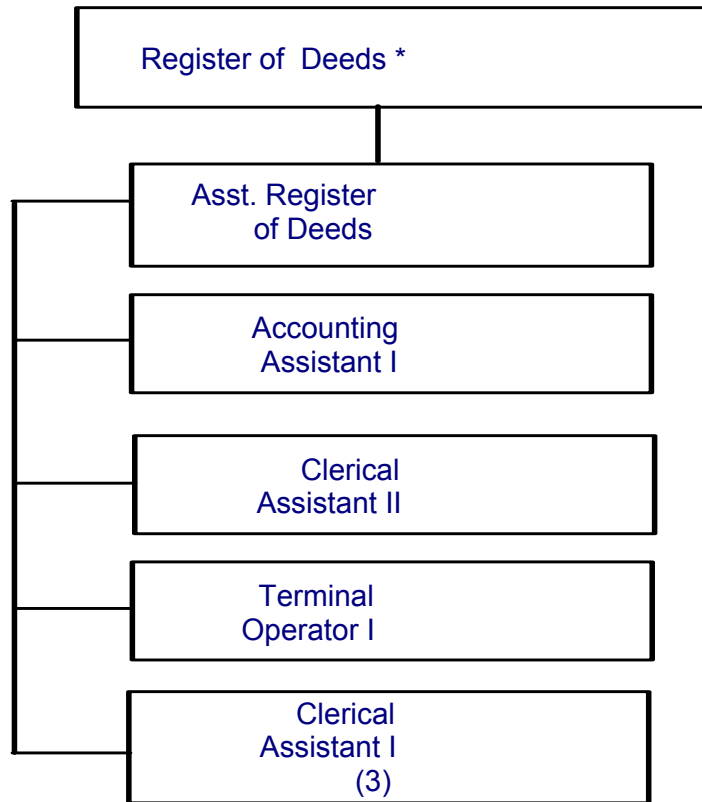 Register of Deeds *
Asst. Register
of Deeds
Accounting
Assistant I
Clerical
Assistant II
Terminal
Operator I
Clerical
Assistant I
(3)